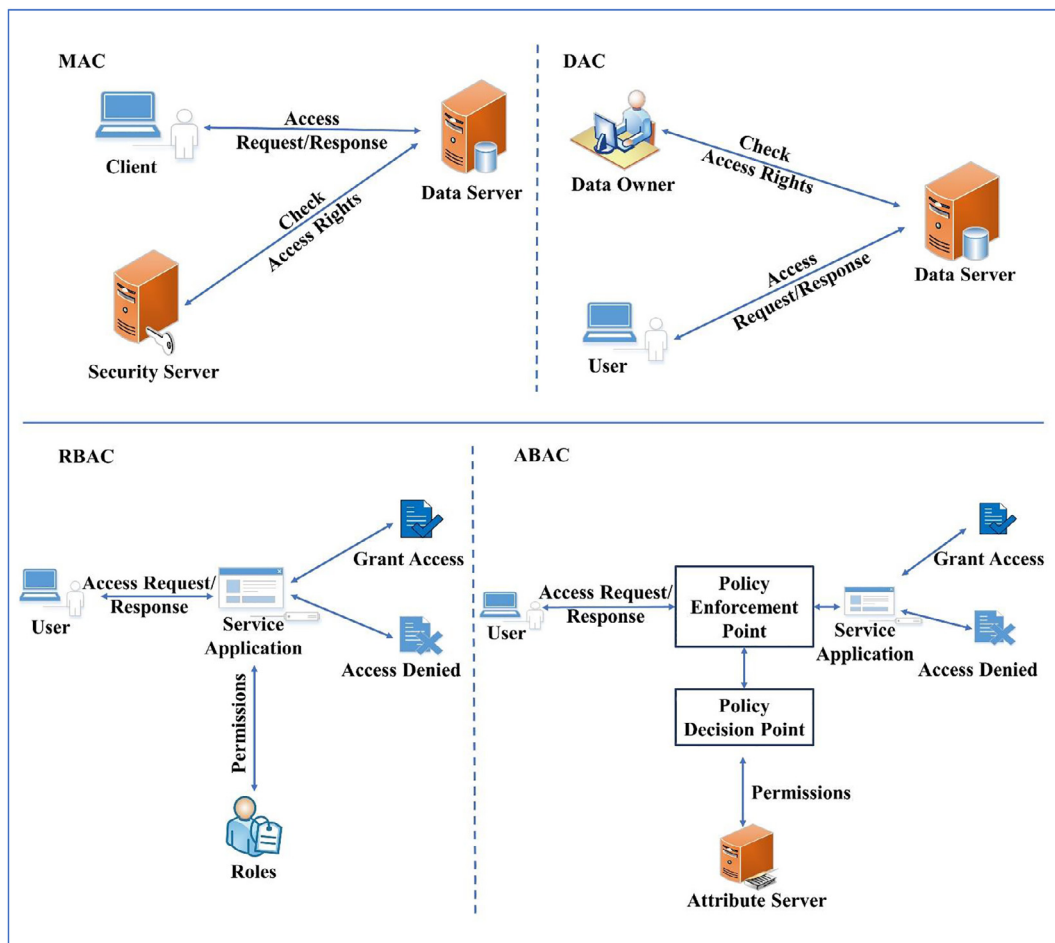 MAC
Client
Access
Request/Response
Data Server
Check
Access Rights
Security Server
DAC
Data Owner
Check
Access Rights
Data Server
Access
Request/Response
User
RBAC
User
Access Request/
Response
Service
Application
Grant Access
Access Denied
Permissions
Roles
ABAC
User
Access Request/
Response
Policy
Enforcement
Point
Service
Application
Grant Access
Access Denied
Policy
Decision Point
Permissions
Attribute Server